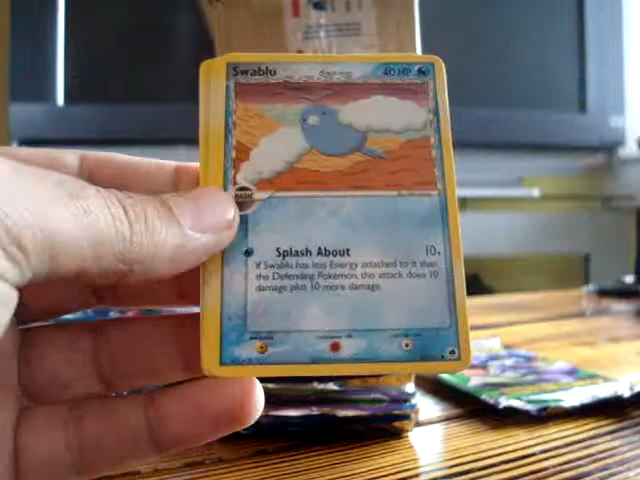 Swablu
40 HP
BASIC
Splash About 10+
If Swablu has less Energy attached to it than
the Defending Pokémon, this attack does 10
damage plus 10 more damage.